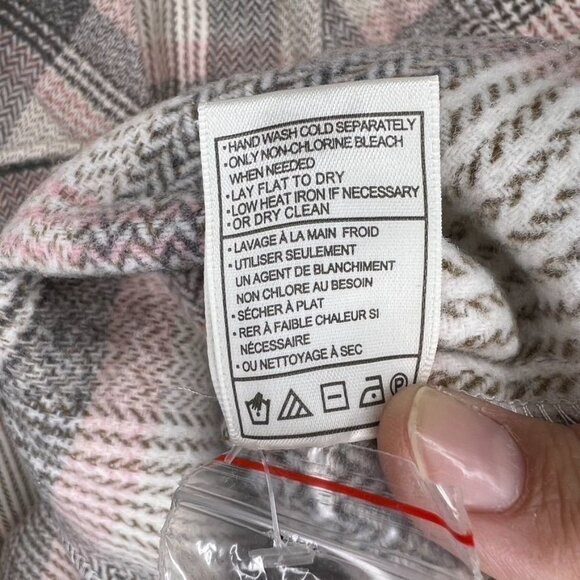 • HAND WASH COLD SEPARATELY
• ONLY NON-CHLORINE BLEACH
WHEN NEEDED
• LAY FLAT TO DRY
• LOW HEAT IRON IF NECESSARY
• OR DRY CLEAN
• LAVAGE À LA MAIN FROID
• UTILISER SEULEMENT
UN AGENT DE BLANCHIMENT
NON CHLORE AU BESOIN
• SÉCHER À PLAT
• RER À FAIBLE CHALEUR SI
NÉCESSAIRE
• OU NETTOYAGE À SEC
P